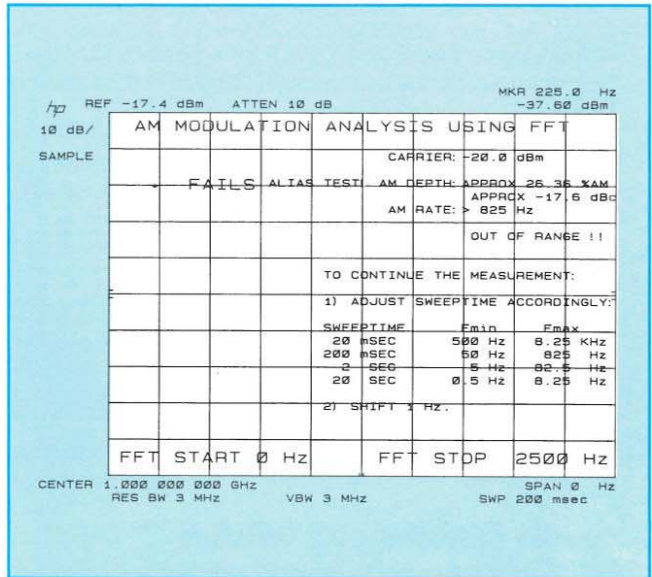 MKR 225.0 Hz
hp REF -17.4 dBm ATTEN 10 dB -37.60 dBm
10 dB/ AM MODULATION ANALYSIS USING FFT
SAMPLE CARRIER: -20.0 dBm
FAILS ALIAS TEST! AM DEPTH: APPROX 26.36 %AM
APPROX -17.6 dBc
AM RATE: > 825 Hz
OUT OF RANGE !!
TO CONTINUE THE MEASUREMENT:
1) ADJUST SWEEPTIME ACCORDINGLY:
SWEEPTIME Fmin Fmax
20 mSEC 500 Hz 8.25 KHz
200 mSEC 50 Hz 825 Hz
2 SEC 5 Hz 82.5 Hz
20 SEC 0.5 Hz 8.25 Hz
2) SHIFT 1 Hz.
FFT START 0 Hz FFT STOP 2500 Hz
CENTER 1.000 000 000 GHz SPAN 0 Hz
RES BW 3 MHz VBW 3 MHz SWP 200 msec